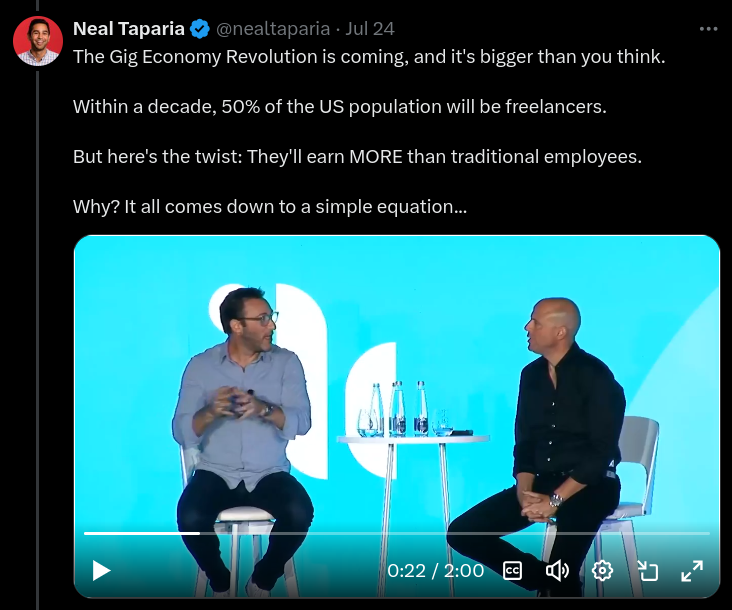 Neal Taparia @nealtaparia · Jul 24
The Gig Economy Revolution is coming, and it's bigger than you think.
Within a decade, 50% of the US population will be freelancers.
But here's the twist: They'll earn MORE than traditional employees.
Why? It all comes down to a simple equation...
0:22 / 2:00 CC